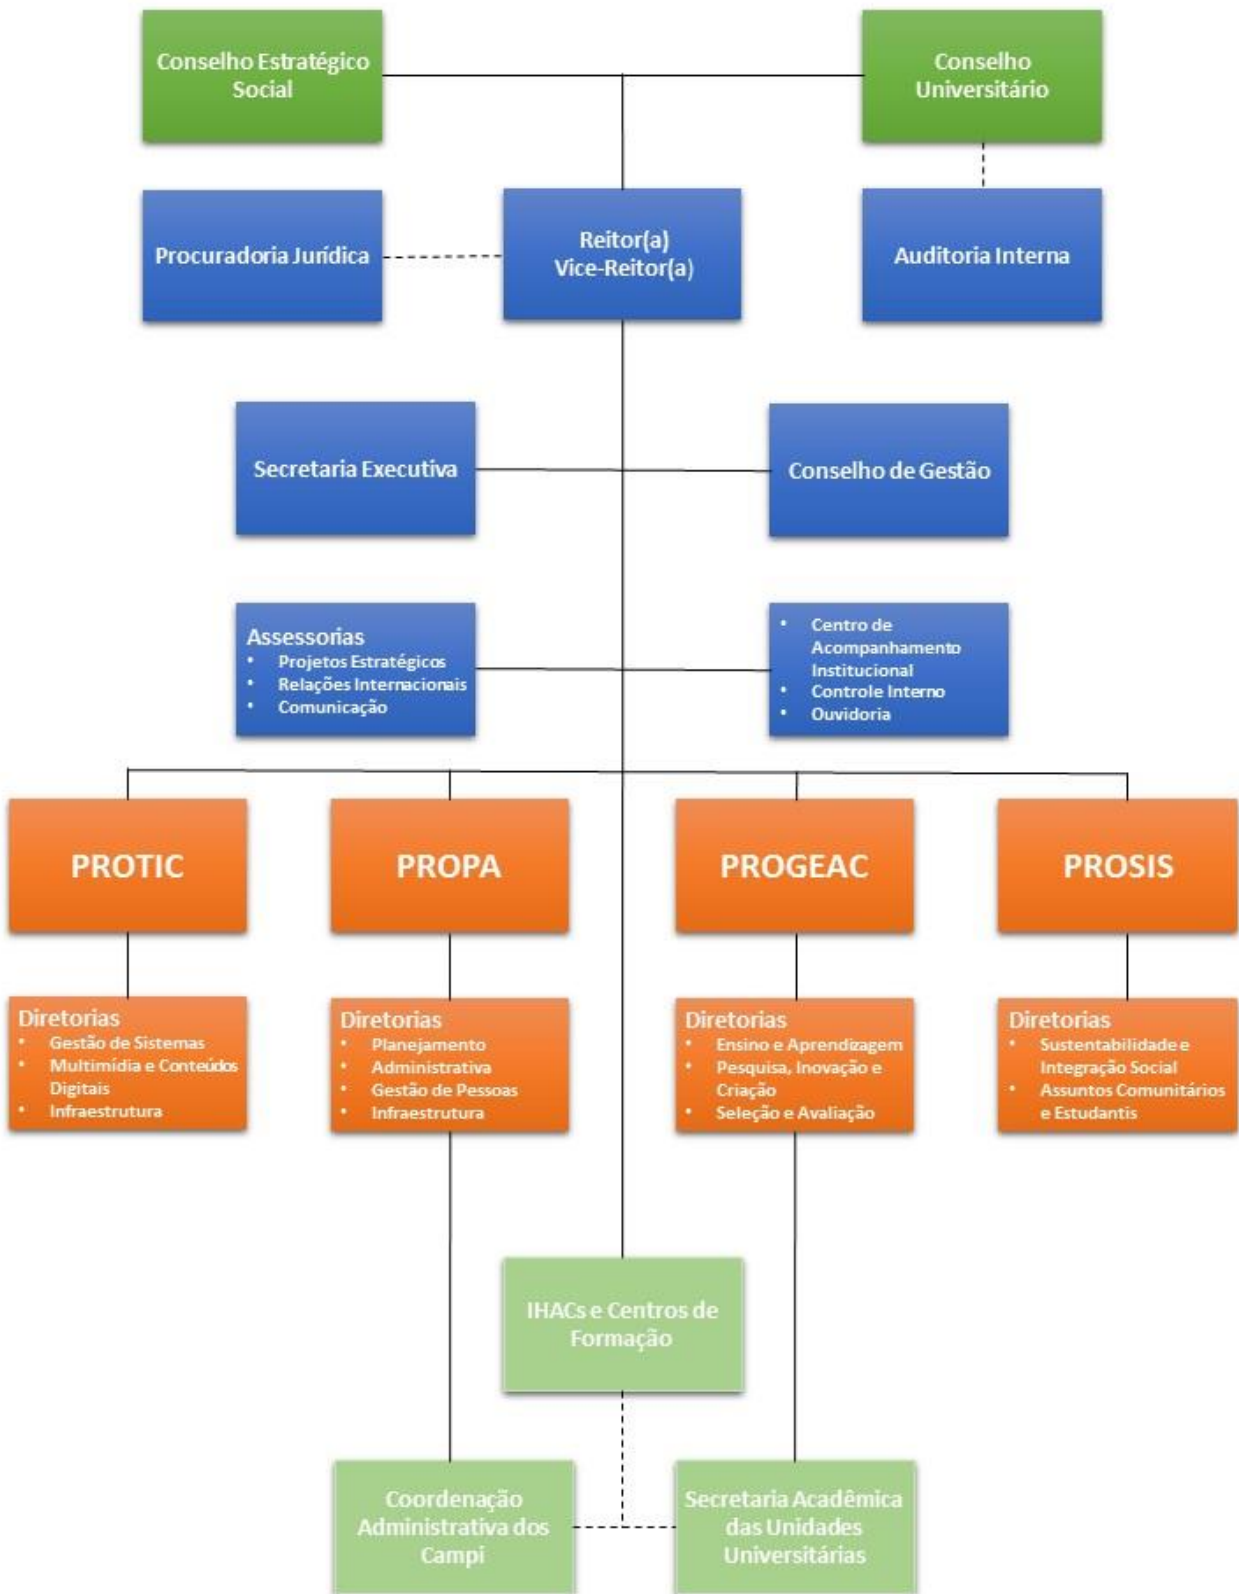 Conselho Estratégico
Social
Conselho
Universitário
Procuradoria Jurídica
Reitor(a)
Vice-Reitor(a)
Auditoria Interna
Secretaria Executiva
Conselho de Gestão
Assessorias
• Projetos Estratégicos
• Relações Internacionais
• Comunicação
• Centro de
Acompanhamento
Institucional
• Controle Interno
• Ouvidoria
PROTIC
PROPA
PROGEAC
PROSIS
Diretorias
• Gestão de Sistemas
• Multimídia e Conteúdos
Digitais
• Infraestrutura
Diretorias
• Planejamento
• Administrativa
• Gestão de Pessoas
• Infraestrutura
Diretorias
• Ensino e Aprendizagem
• Pesquisa, Inovação e
Criação
• Seleção e Avaliação
Diretorias
• Sustentabilidade e
Integração Social
• Assuntos Comunitários
e Estudantis
IHACs e Centros de
Formação
Coordenação
Administrativa dos
Campi
Secretaria Acadêmica
das Unidades
Universitárias